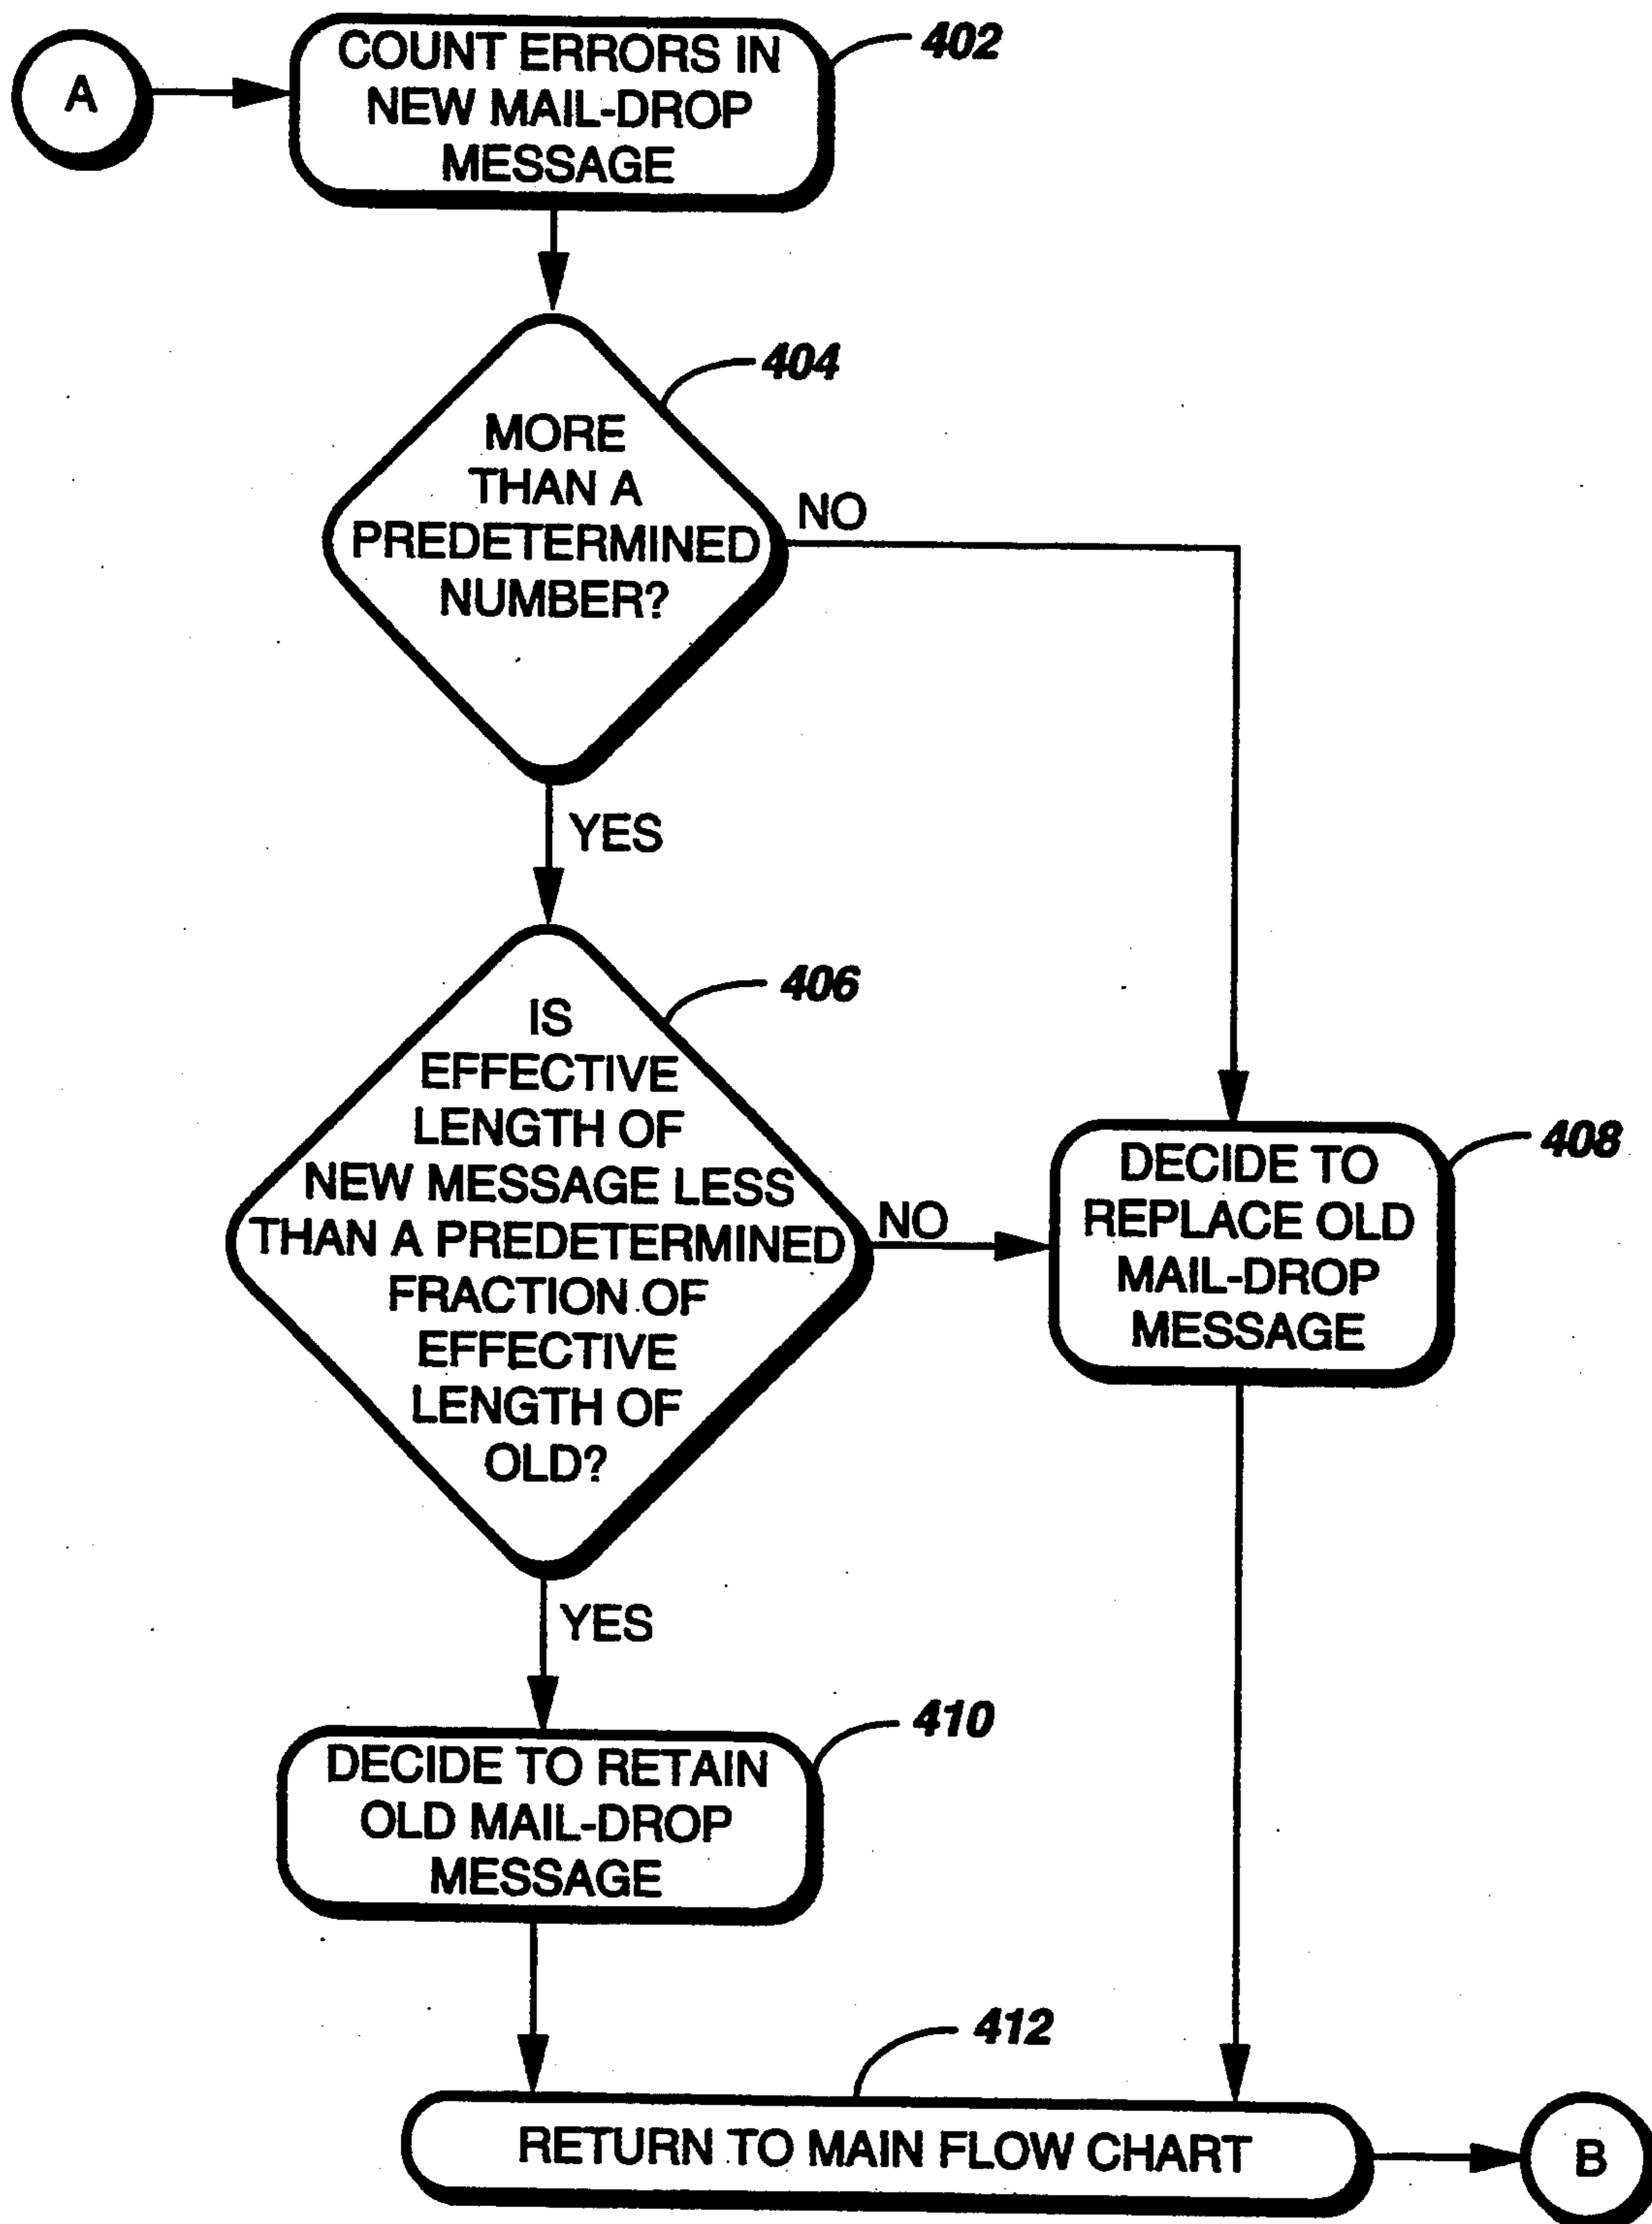 A
COUNT ERRORS IN
NEW MAIL-DROP
MESSAGE
402
MORE
THAN A
PREDETERMINED
NUMBER?
404
NO
YES
IS
EFFECTIVE
LENGTH OF
NEW MESSAGE LESS
THAN A PREDETERMINED
FRACTION OF
EFFECTIVE
LENGTH OF
OLD?
406
NO
DECIDE TO
REPLACE OLD
MAIL-DROP
MESSAGE
408
YES
DECIDE TO RETAIN
OLD MAIL-DROP
MESSAGE
410
412
RETURN TO MAIN FLOW CHART
B